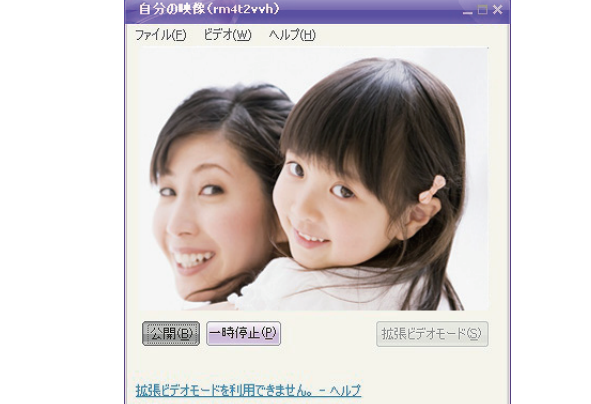 自分の映像(rm4t2vvh)
ファイル(F) ビデオ(W) ヘルプ(H)
公開(B) 一時停止(P) 拡張ビデオモード(S)
拡張ビデオモードを利用できません。 - ヘルプ